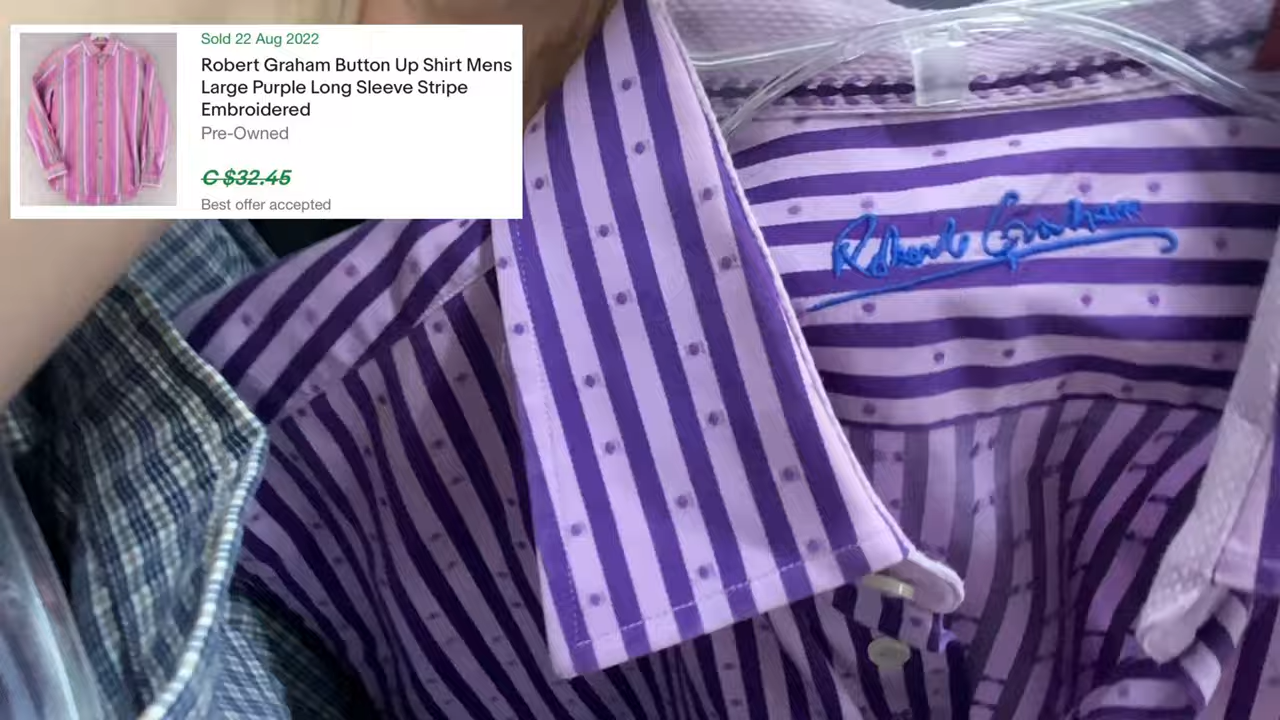 Sold 22 Aug 2022
Robert Graham Button Up Shirt Mens
Large Purple Long Sleeve Stripe
Embroidered
Pre-Owned
C $32.45
Best offer accepted
Robert Graham